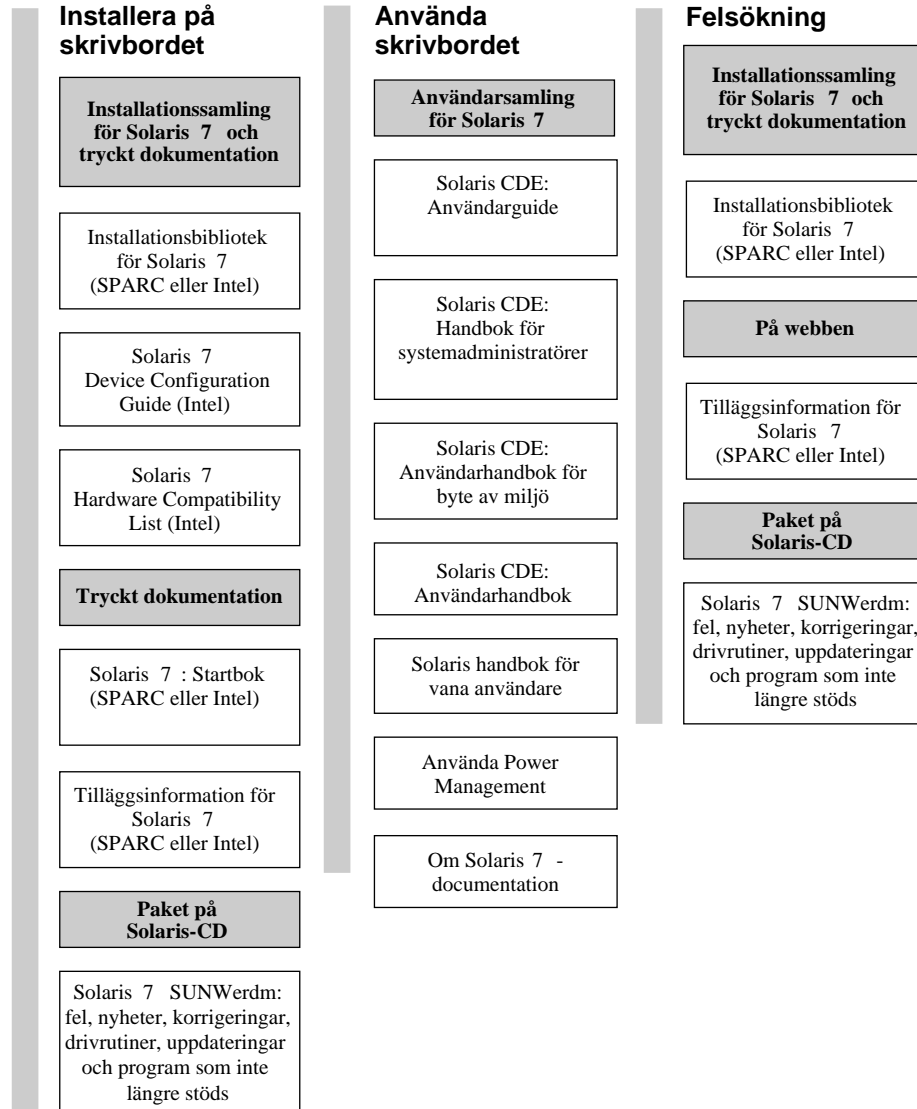 Installera på
skrivbordet
Installationssamling
för Solaris 7 och
tryckt dokumentation
Installationsbibliotek
för Solaris 7
(SPARC eller Intel)
Solaris 7
Device Configuration
Guide (Intel)
Solaris 7
Hardware Compatibility
List (Intel)
Tryckt dokumentation
Solaris 7 : Startbok
(SPARC eller Intel)
Tilläggsinformation för
Solaris 7
(SPARC eller Intel)
Paket på
Solaris-CD
Solaris 7 SUNWerdm:
fel, nyheter, korrigeringar,
drivrutiner, uppdateringar
och program som inte
längre stöds
Använda
skrivbordet
Användarsamling
för Solaris 7
Solaris CDE:
Användarguide
Solaris CDE:
Handbok för
systemadministratörer
Solaris CDE:
Användarhandbok för
byte av miljö
Solaris CDE:
Användarhandbok
Solaris handbok för
vana användare
Använda Power
Management
Om Solaris 7 -
documentation
Felsökning
Installationssamling
för Solaris 7 och
tryckt dokumentation
Installationsbibliotek
för Solaris 7
(SPARC eller Intel)
På webben
Tilläggsinformation för
Solaris 7
(SPARC eller Intel)
Paket på
Solaris-CD
Solaris 7 SUNWerdm:
fel, nyheter, korrigeringar,
drivrutiner, uppdateringar
och program som inte
längre stöds